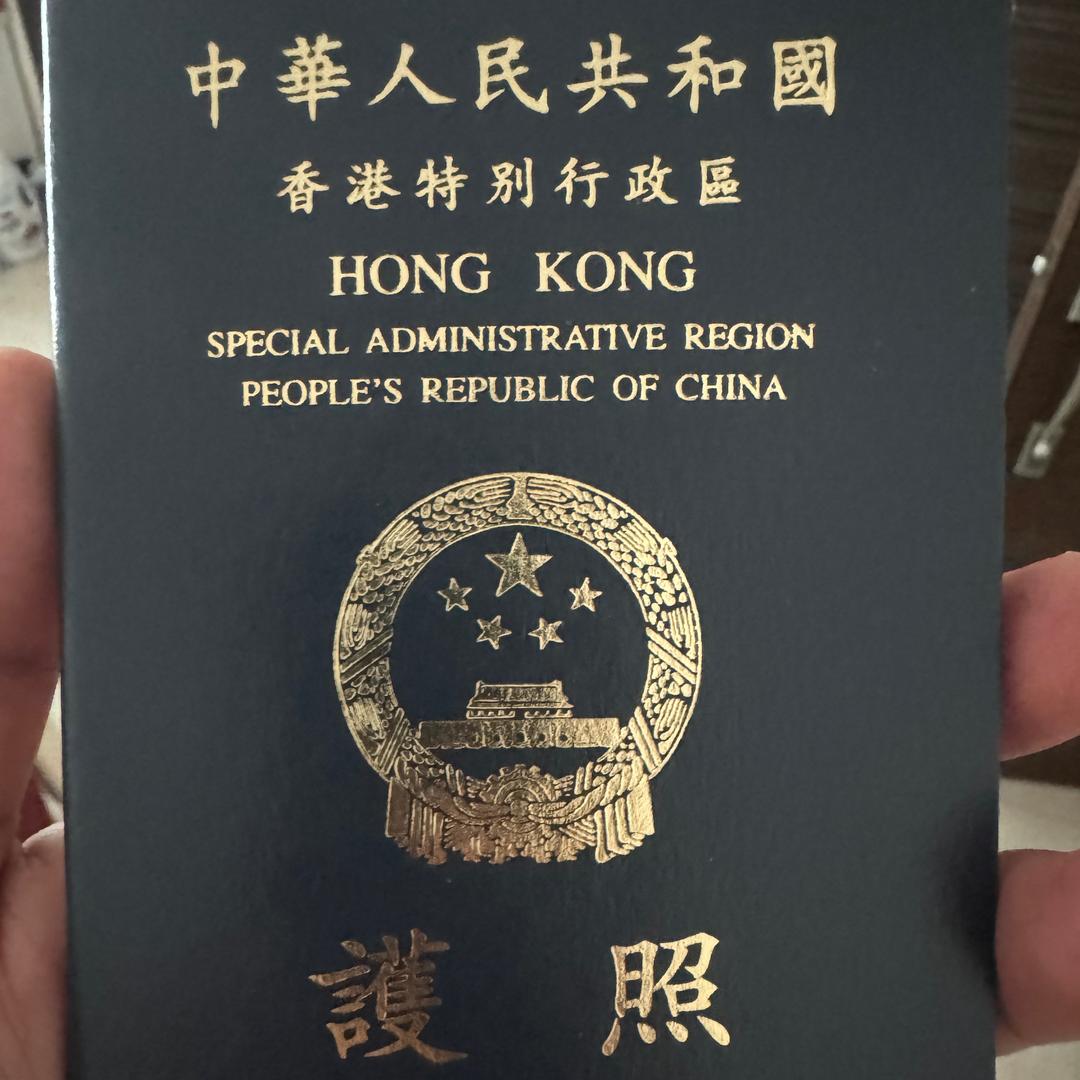 中華人民共和國
香港特別行政區
HONG KONG
SPECIAL ADMINISTRATIVE REGION
PEOPLE'S REPUBLIC OF CHINA
護照